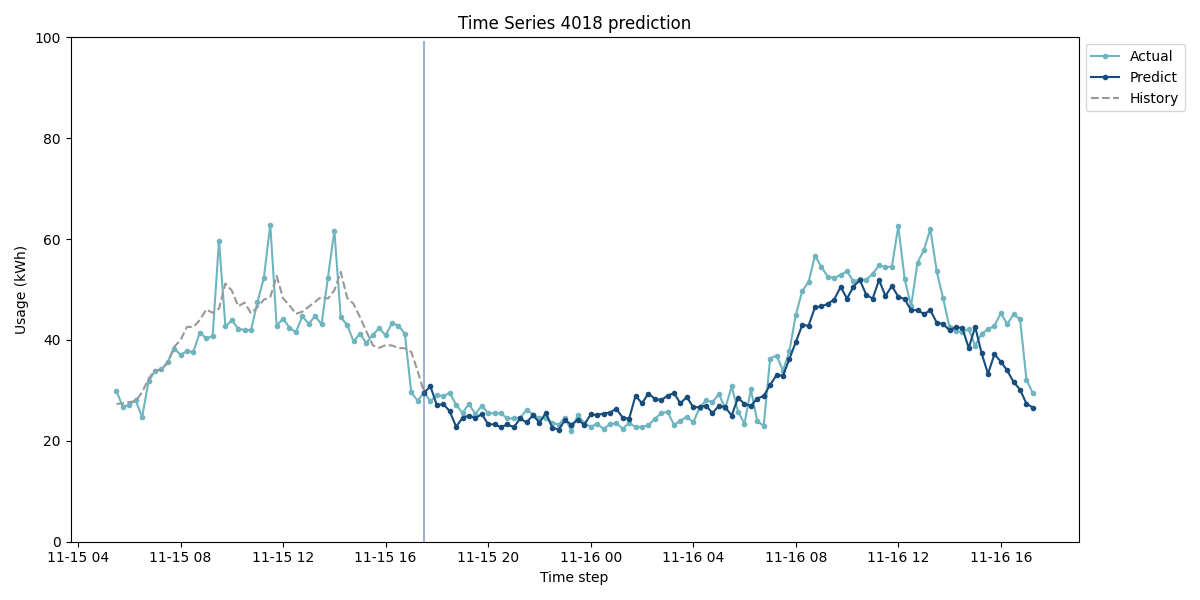 Time Series 4018 prediction
100
80
60
40
20
0
Usage (kWh)
11-15 04 11-15 08 11-15 12 11-15 16 11-15 20 11-16 00 11-16 04 11-16 08 11-16 12 11-16 16
Time step
Actual
Predict
History